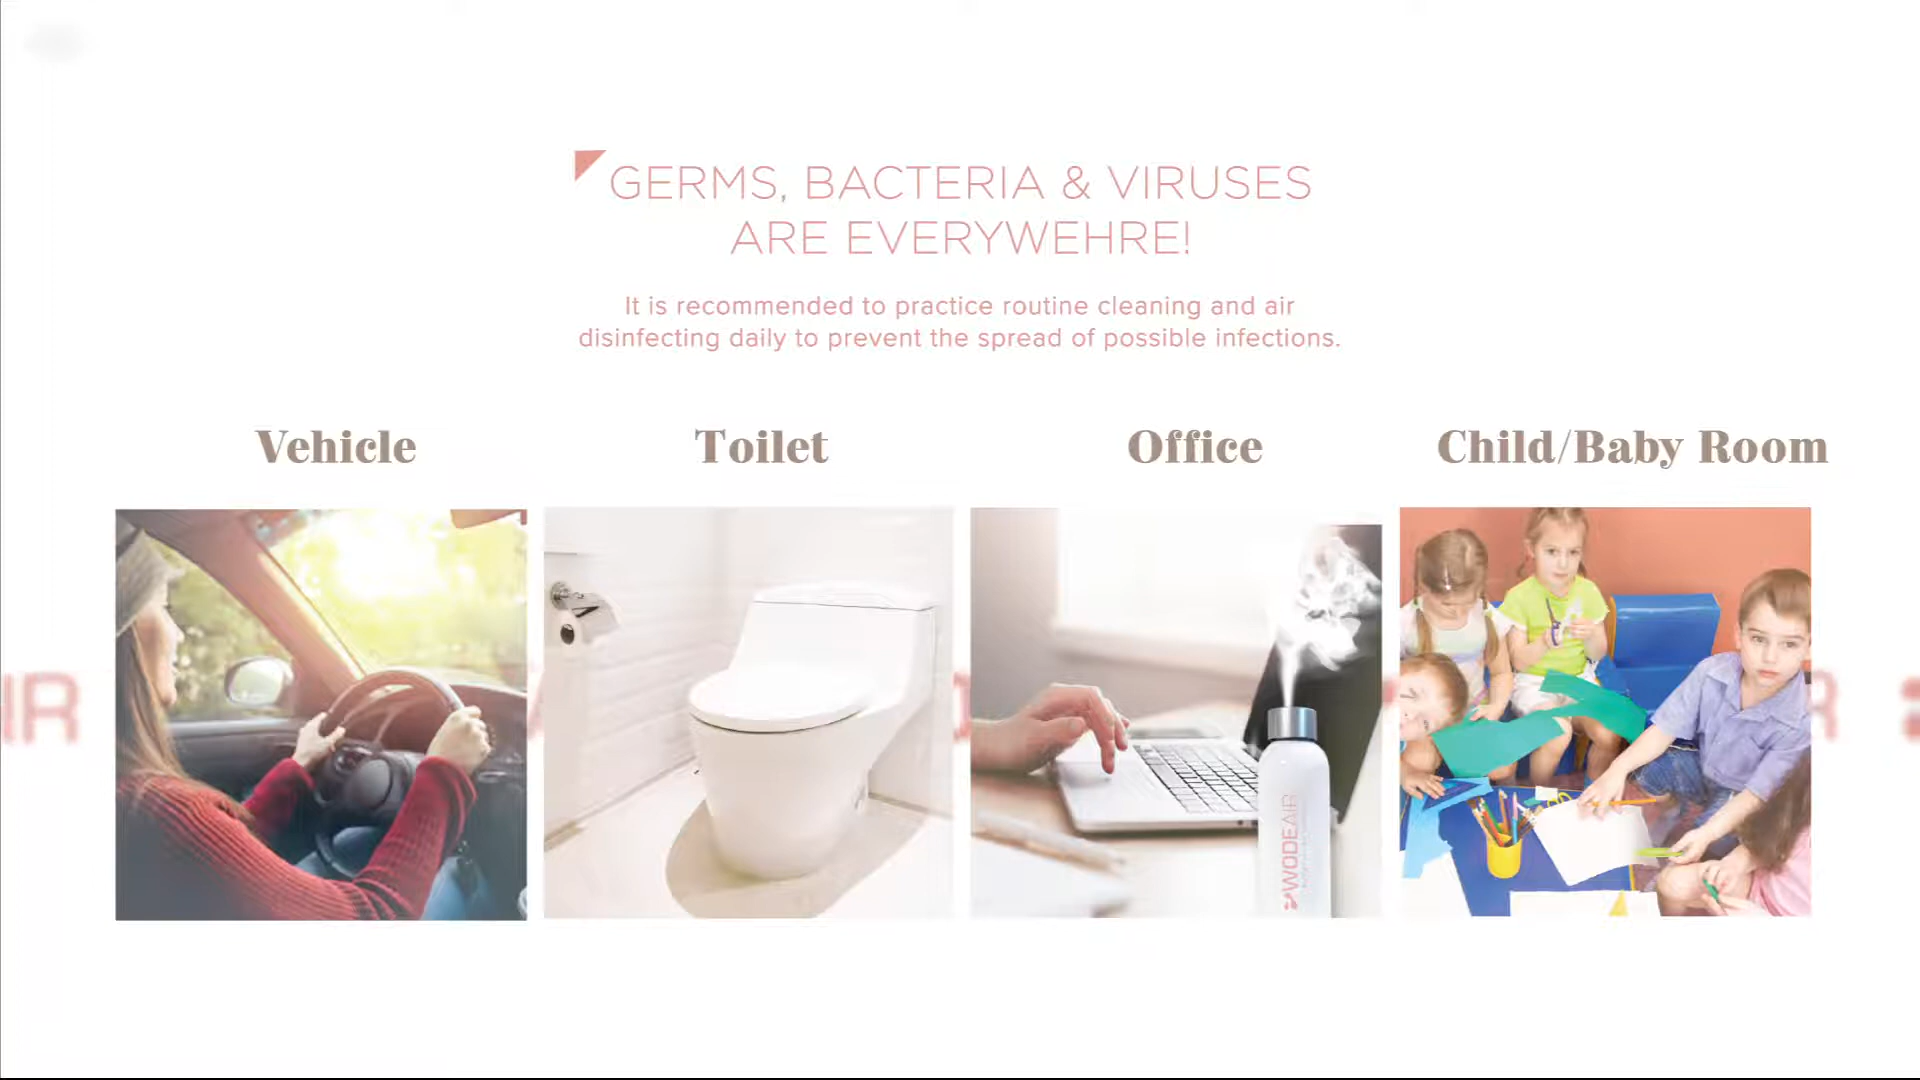 GERMS, BACTERIA & VIRUSES
ARE EVERYWEHRE!
It is recommended to practice routine cleaning and air
disinfecting daily to prevent the spread of possible infections.
Vehicle
Toilet
Office
Child/Baby Room
WODEAIR